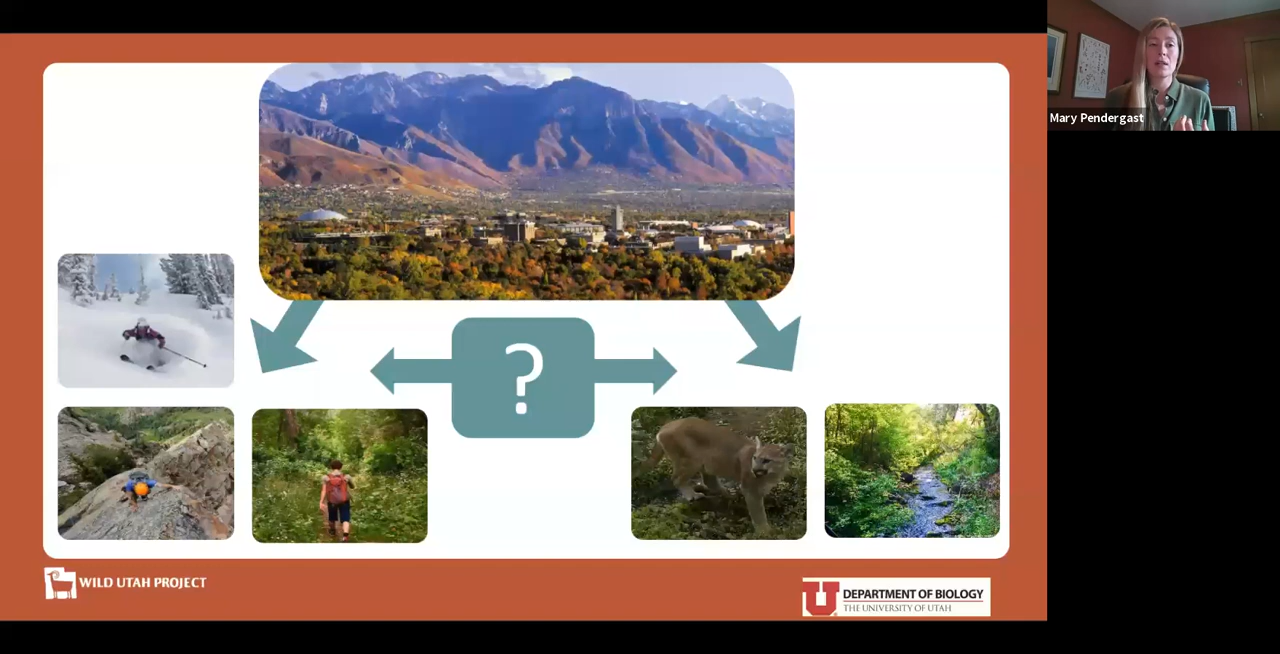 Mary Pendergast
?
WILD UTAH PROJECT
U
DEPARTMENT OF BIOLOGY
THE UNIVERSITY OF UTAH